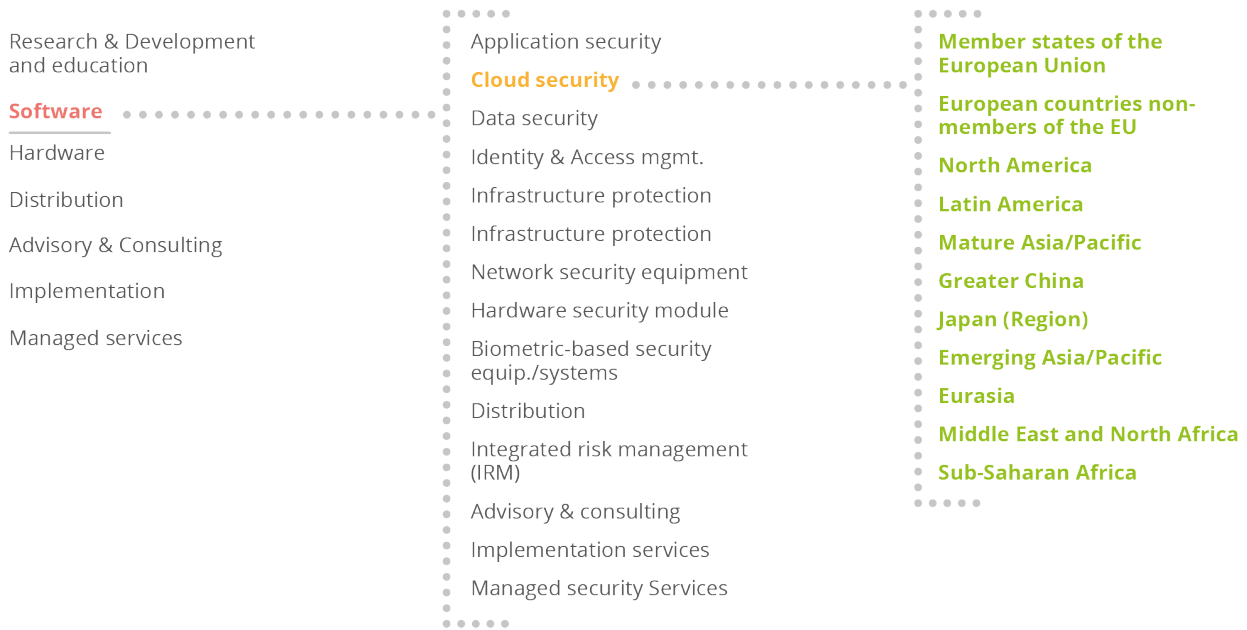 Research & Development
and education
Software
Hardware
Distribution
Advisory & Consulting
Implementation
Managed services
Application security
Cloud security
Data security
Identity & Access mgmt.
Infrastructure protection
Infrastructure protection
Network security equipment
Hardware security module
Biometric-based security
equip./systems
Distribution
Integrated risk management
(IRM)
Advisory & consulting
Implementation services
Managed security Services
Member states of the
European Union
European countries non-
members of the EU
North America
Latin America
Mature Asia/Pacific
Greater China
Japan (Region)
Emerging Asia/Pacific
Eurasia
Middle East and North Africa
Sub-Saharan Africa